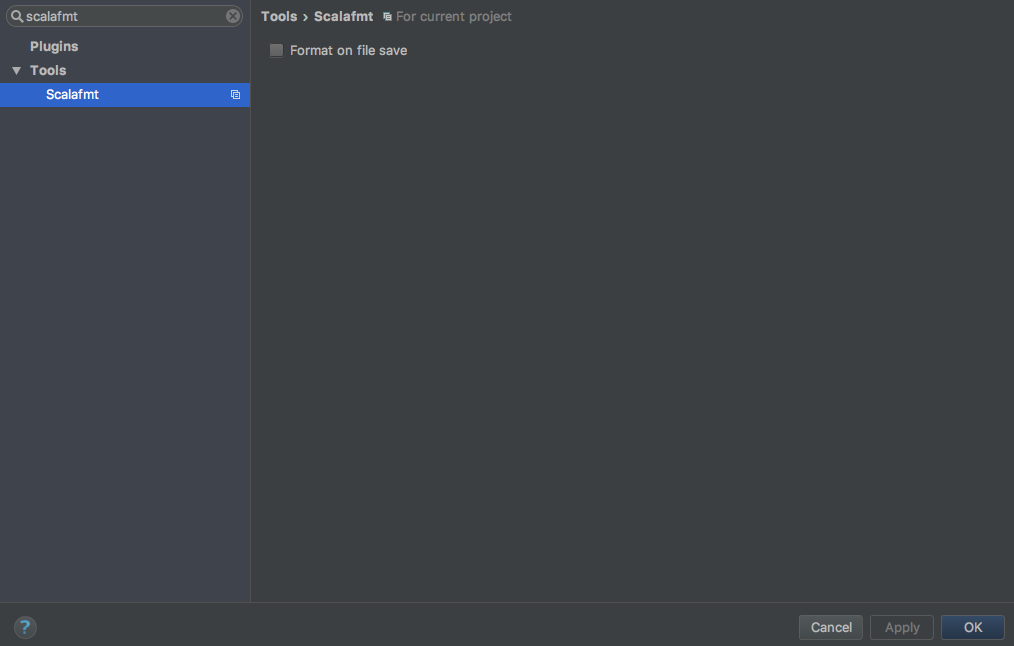 scalafmt
Plugins
Tools
Scalafmt
Tools › Scalafmt For current project
Format on file save
? Cancel Apply OK